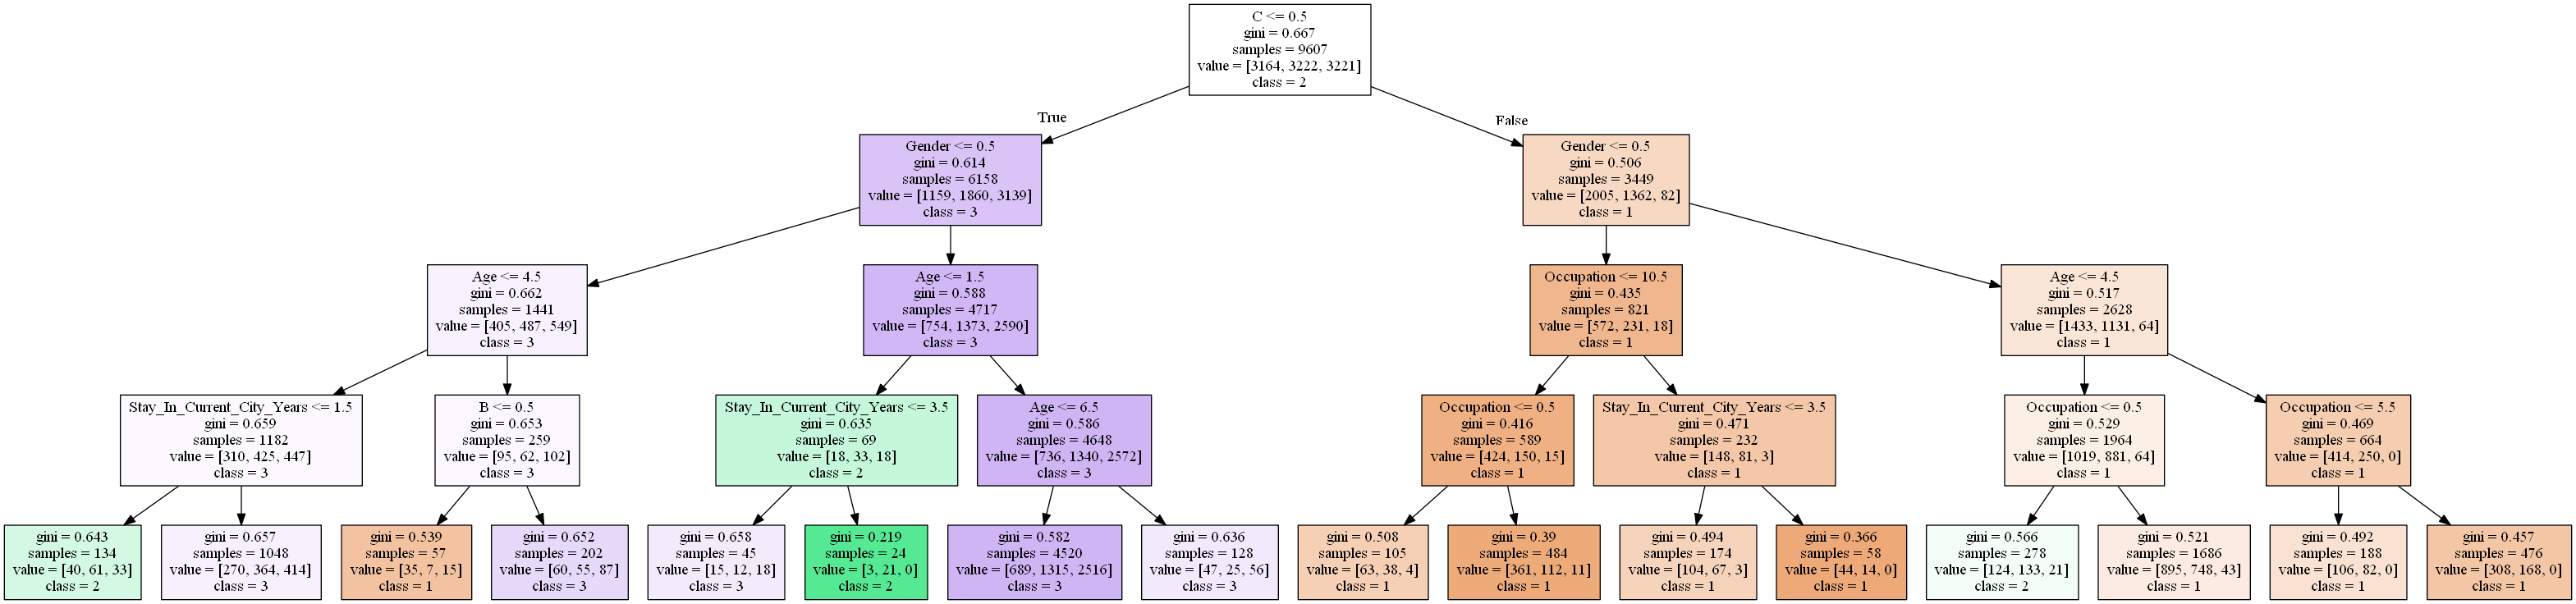 C <= 0.5
gini = 0.667
samples = 9607
value = [3164, 3222, 3221]
class = 2
True
False
Gender <= 0.5
gini = 0.614
samples = 6158
value = [1159, 1860, 3139]
class = 3
Gender <= 0.5
gini = 0.506
samples = 3449
value = [2005, 1362, 82]
class = 1
Age <= 4.5
gini = 0.662
samples = 1441
value = [405, 487, 549]
class = 3
Age <= 1.5
gini = 0.588
samples = 4717
value = [754, 1373, 2590]
class = 3
Occupation <= 10.5
gini = 0.435
samples = 821
value = [572, 231, 18]
class = 1
Age <= 4.5
gini = 0.517
samples = 2628
value = [1433, 1131, 64]
class = 1
Stay_In_Current_City_Years <= 1.5
gini = 0.659
samples = 1182
value = [310, 425, 447]
class = 3
B <= 0.5
gini = 0.653
samples = 259
value = [95, 62, 102]
class = 3
Stay_In_Current_City_Years <= 3.5
gini = 0.635
samples = 69
value = [18, 33, 18]
class = 2
Age <= 6.5
gini = 0.586
samples = 4648
value = [736, 1340, 2572]
class = 3
Occupation <= 0.5
gini = 0.416
samples = 589
value = [424, 150, 15]
class = 1
Stay_In_Current_City_Years <= 3.5
gini = 0.471
samples = 232
value = [148, 81, 3]
class = 1
Occupation <= 0.5
gini = 0.529
samples = 1964
value = [1019, 881, 64]
class = 1
Occupation <= 5.5
gini = 0.469
samples = 664
value = [414, 250, 0]
class = 1
gini = 0.643
samples = 134
value = [40, 61, 33]
class = 2
gini = 0.657
samples = 1048
value = [270, 364, 414]
class = 3
gini = 0.539
samples = 57
value = [35, 7, 15]
class = 1
gini = 0.652
samples = 202
value = [60, 55, 87]
class = 3
gini = 0.658
samples = 45
value = [15, 12, 18]
class = 3
gini = 0.219
samples = 24
value = [3, 21, 0]
class = 2
gini = 0.582
samples = 4520
value = [689, 1315, 2516]
class = 3
gini = 0.636
samples = 128
value = [47, 25, 56]
class = 3
gini = 0.508
samples = 105
value = [63, 38, 4]
class = 1
gini = 0.39
samples = 484
value = [361, 112, 11]
class = 1
gini = 0.494
samples = 174
value = [104, 67, 3]
class = 1
gini = 0.366
samples = 58
value = [44, 14, 0]
class = 1
gini = 0.566
samples = 278
value = [124, 133, 21]
class = 2
gini = 0.521
samples = 1686
value = [895, 748, 43]
class = 1
gini = 0.492
samples = 188
value = [106, 82, 0]
class = 1
gini = 0.457
samples = 476
value = [308, 168, 0]
class = 1